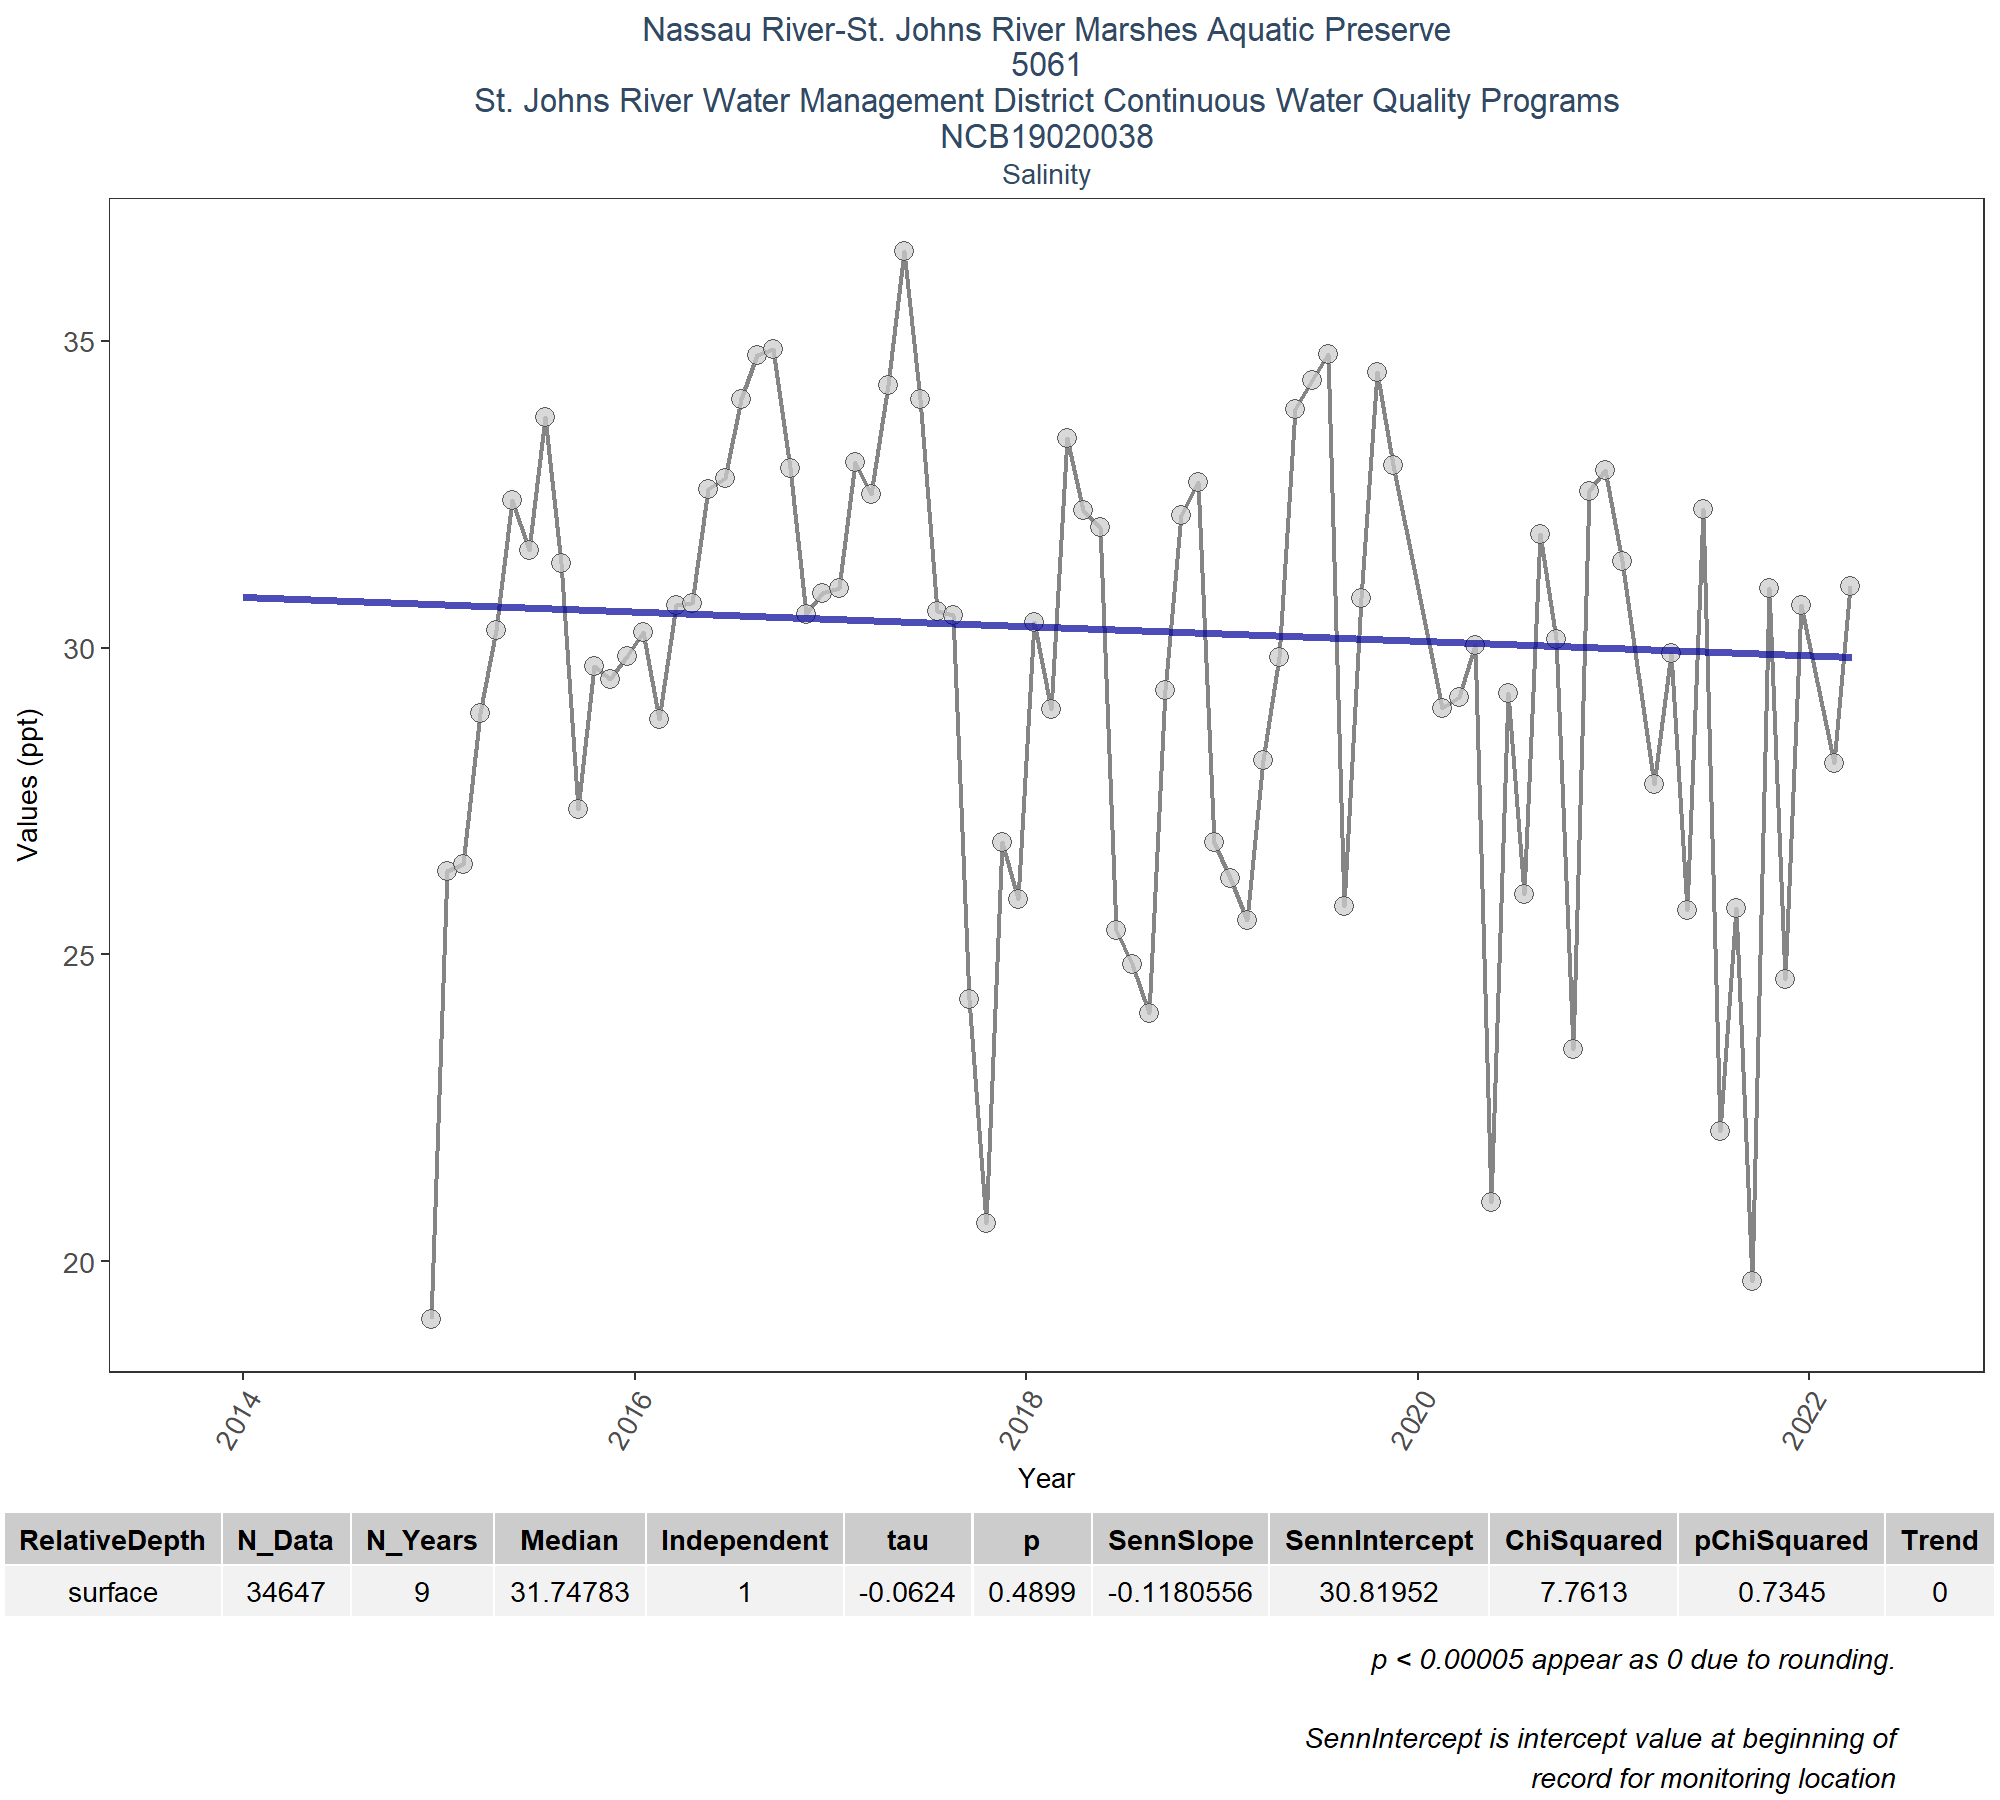 Nassau River-St. Johns River Marshes Aquatic Preserve
5061
St. Johns River Water Management District Continuous Water Quality Programs
NCB19020038
Salinity
35
30
25
20
Values (ppt)
2014
2016
2018
2020
2022
Year
RelativeDepth N_Data N_Years Median Independent tau p SennSlope SennIntercept ChiSquared pChiSquared Trend
surface 34647 9 31.74783 1 -0.0624 0.4899 -0.1180556 30.81952 7.7613 0.7345 0
p < 0.00005 appear as 0 due to rounding.
SennIntercept is intercept value at beginning of
record for monitoring location